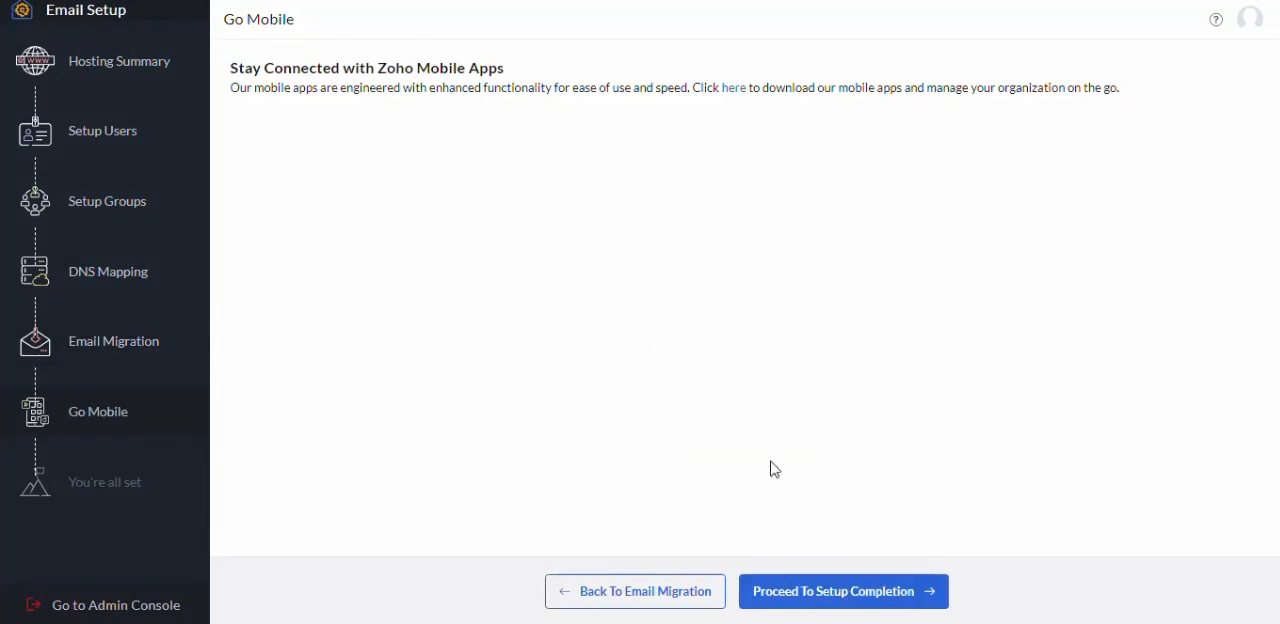 Email Setup
Go Mobile
?
WWW
Hosting Summary
Setup Users
Setup Groups
DNS Mapping
Email Migration
Go Mobile
You're all set
Go to Admin Console
Stay Connected with Zoho Mobile Apps
Our mobile apps are engineered with enhanced functionality for ease of use and speed. Click here to download our mobile apps and manage your organization on the go.
← Back To Email Migration
Proceed To Setup Completion →